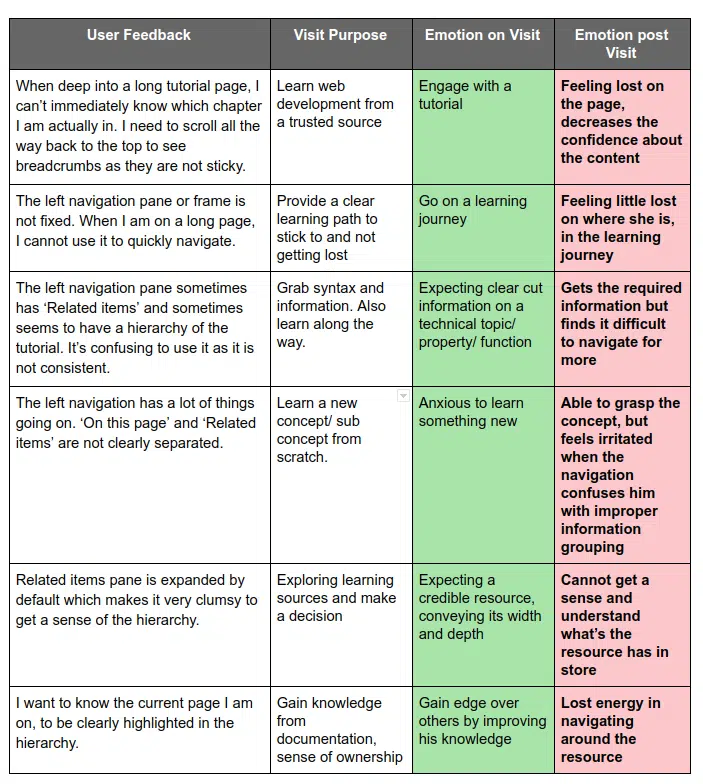 User Feedback
Visit Purpose
Emotion on Visit
Emotion post
Visit
When deep into a long tutorial page, I
can’t immediately know which chapter
I am actually in. I need to scroll all the
way back to the top to see
breadcrumbs as they are not sticky.
Learn web
development from
a trusted source
Engage with a
tutorial
Feeling lost on
the page,
decreases the
confidence about
the content
The left navigation pane or frame is
not fixed. When I am on a long page,
I cannot use it to quickly navigate.
Provide a clear
learning path to
stick to and not
getting lost
Go on a learning
journey
Feeling little lost
on where she is,
in the learning
journey
The left navigation pane sometimes
has ‘Related items’ and sometimes
seems to have a hierarchy of the
tutorial. It’s confusing to use it as it is
not consistent.
Grab syntax and
information. Also
learn along the
way.
Expecting clear cut
information on a
technical topic/
property/ function
Gets the required
information but
finds it difficult
to navigate for
more
The left navigation has a lot of things
going on. ‘On this page’ and ‘Related
items’ are not clearly separated.
Learn a new
concept/ sub
concept from
scratch.
Anxious to learn
something new
Able to grasp the
concept, but
feels irritated
when the
navigation
confuses him
with improper
information
grouping
Related items pane is expanded by
default which makes it very clumsy to
get a sense of the hierarchy.
Exploring learning
sources and make
a decision
Expecting a
credible resource,
conveying its width
and depth
Cannot get a
sense and
understand
what’s the
resource has in
store
I want to know the current page I am
on, to be clearly highlighted in the
hierarchy.
Gain knowledge
from
documentation,
sense of ownership
Gain edge over
others by improving
his knowledge
Lost energy in
navigating
around the
resource